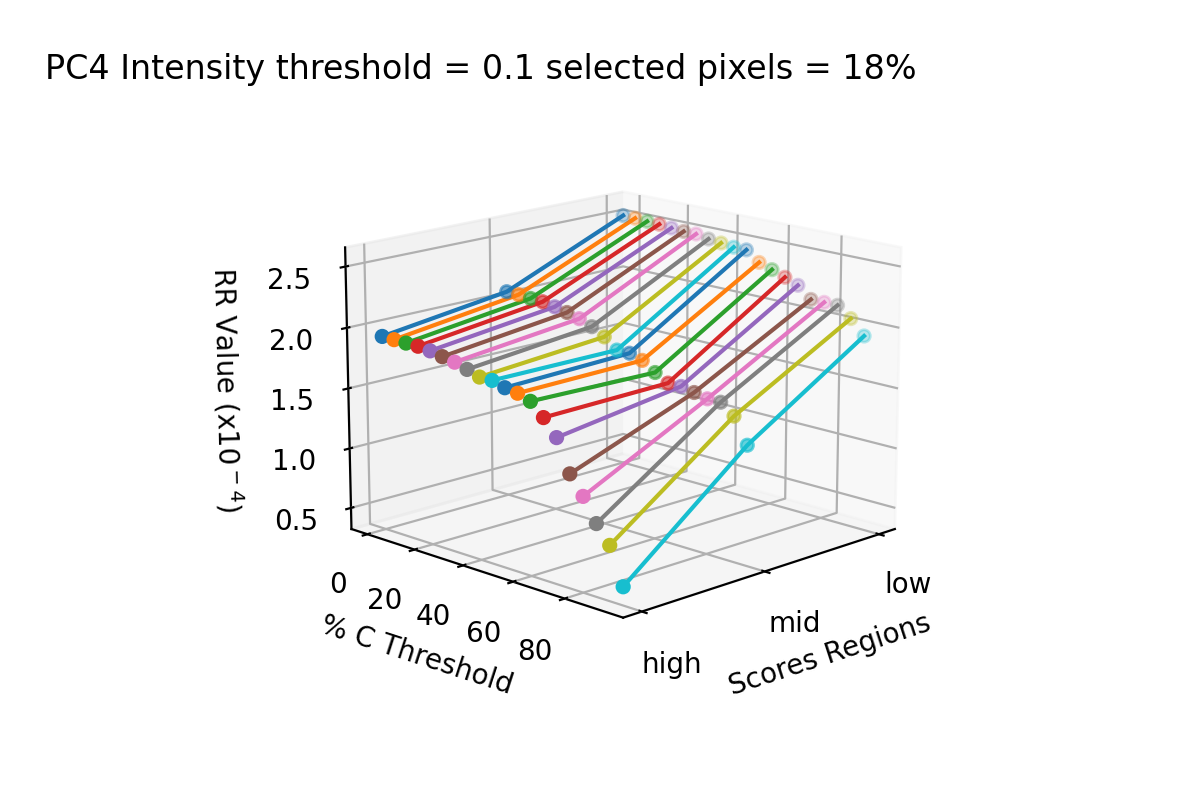 PC4 Intensity threshold = 0.1 selected pixels = 18%
RR Value (x10⁻⁴)
2.5
2.0
1.5
1.0
0.5
0
20
40
60
80
% C Threshold
high
mid
low
Scores Regions